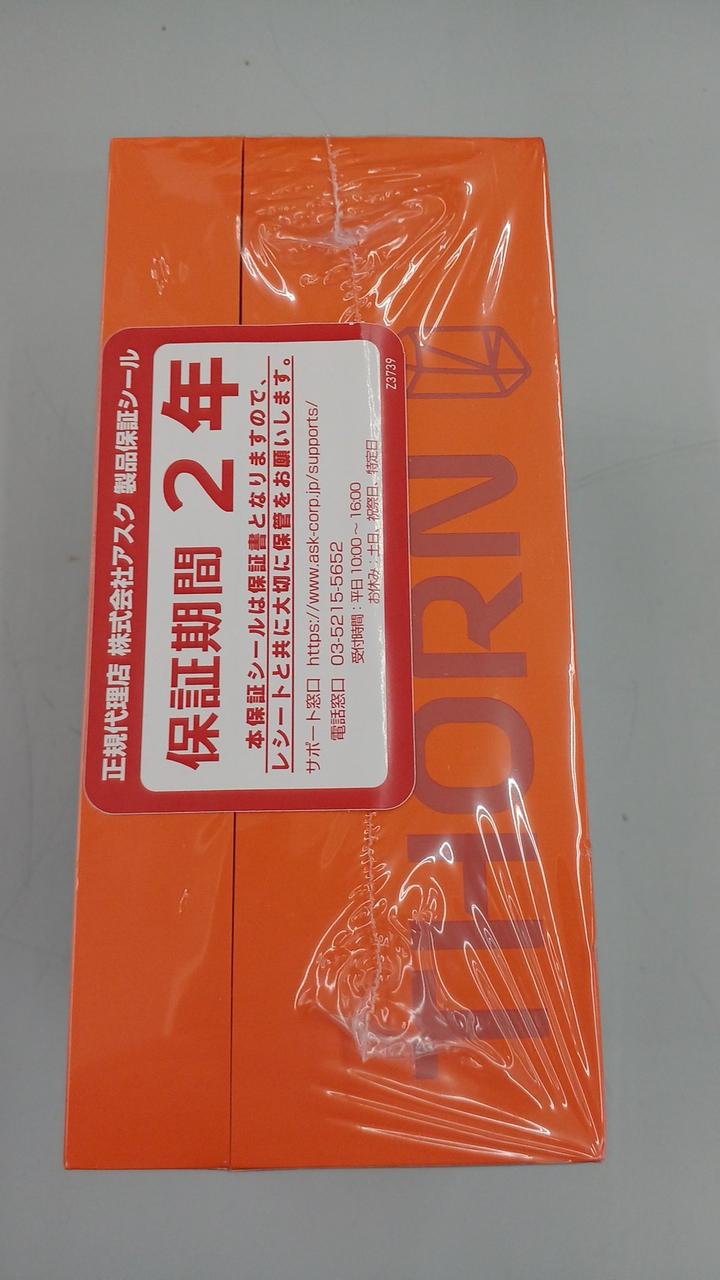 正規代理店 株式会社アスク 製品保証シール
保証期間 2年
本保証シールは保証書となりますので、
レシートと共に大切に保管をお願いします。
サポート窓口 https://www.ask-corp.jp/supports/
電話窓口 03-5215-5652
受付時間：平日 10:00～16:00
お休み：土日、祝祭日、特定日
Z3739
THORN